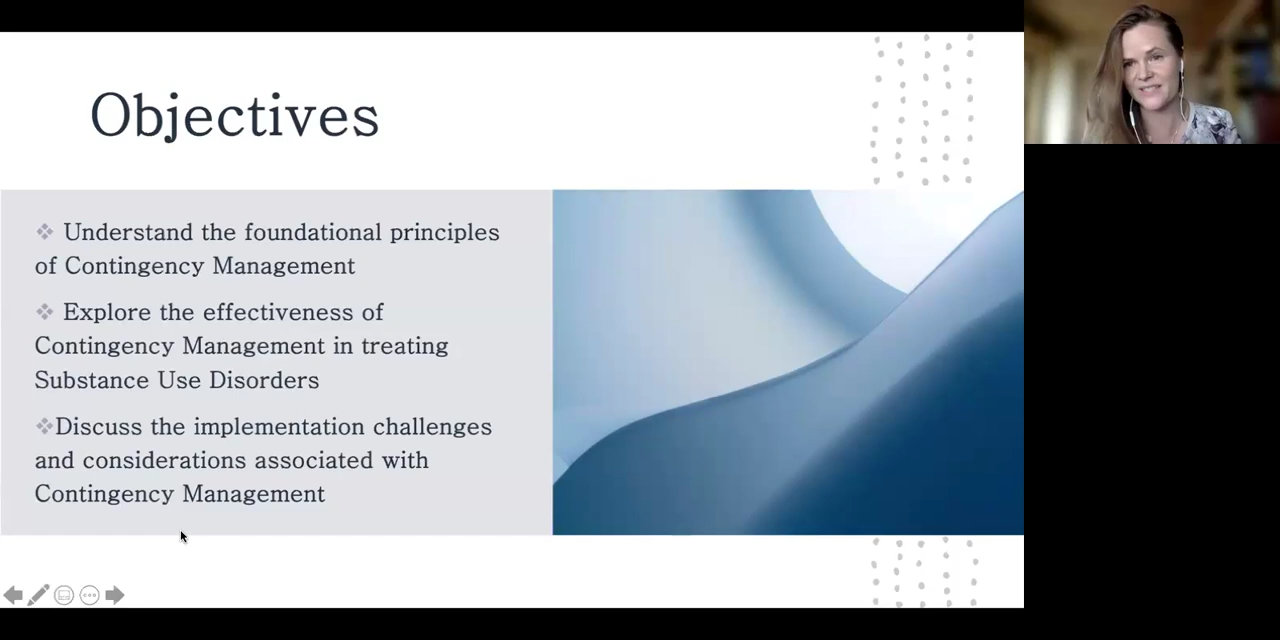 Objectives
❖ Understand the foundational principles
of Contingency Management
❖ Explore the effectiveness of
Contingency Management in treating
Substance Use Disorders
❖Discuss the implementation challenges
and considerations associated with
Contingency Management